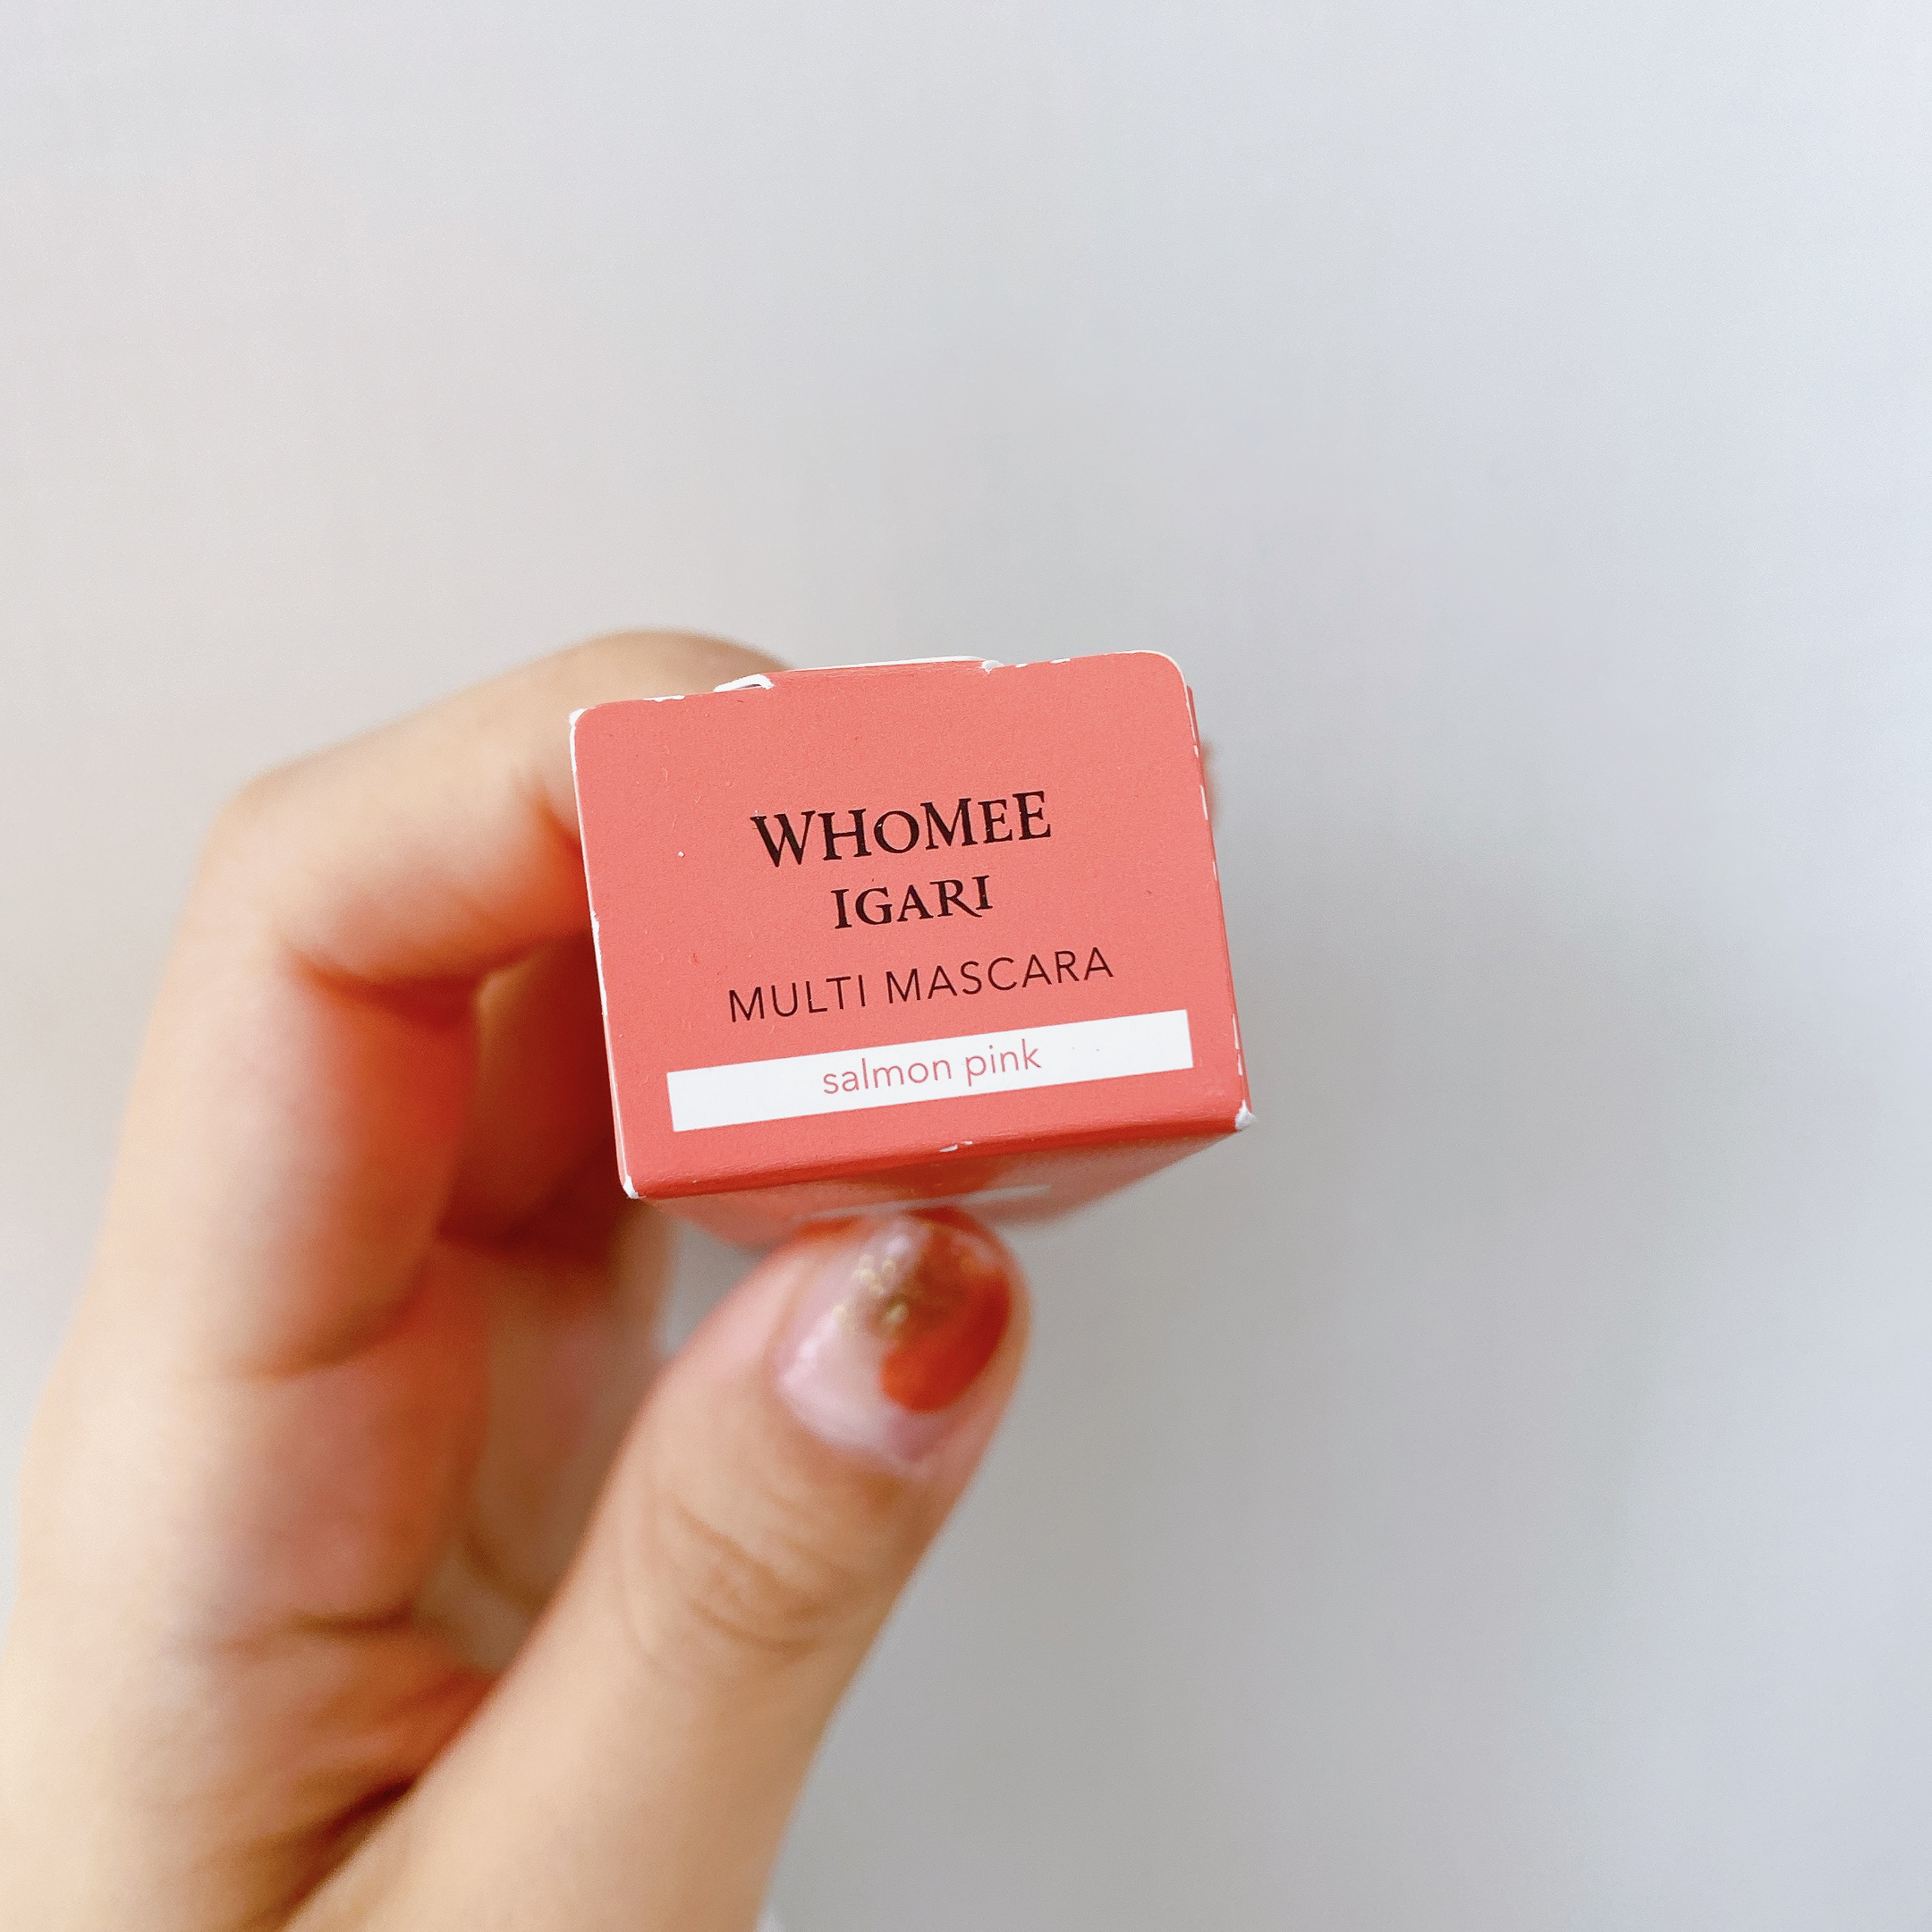 WHOMEE
IGARI
MULTI MASCARA
salmon pink